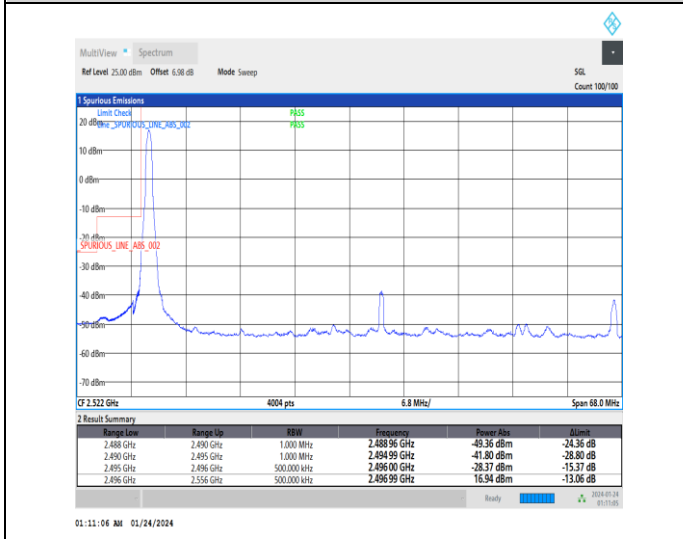 MultiView Spectrum
Ref Level 25.00 dBm Offset 6.98 dB Mode Sweep SGL
Count 100/100
1 Spurious Emissions
Limit Check PASS
20 dBm Line _SPURIOUS_LINE_ABS_002 PASS
10 dBm
0 dBm
-10 dBm
-20 dBm
_SPURIOUS_LINE_ABS_002
-30 dBm
-40 dBm
-50 dBm
-60 dBm
-70 dBm
CF 2.522 GHz 4004 pts 6.8 MHz/ Span 68.0 MHz
2 Result Summary
Range Low Range Up RBW Frequency Power Abs ΔLimit
2.488 GHz 2.490 GHz 1.000 MHz 2.488 96 GHz -49.36 dBm -24.36 dB
2.490 GHz 2.495 GHz 1.000 MHz 2.494 99 GHz -41.80 dBm -28.80 dB
2.495 GHz 2.496 GHz 500.000 kHz 2.496 00 GHz -28.37 dBm -15.37 dB
2.496 GHz 2.556 GHz 500.000 kHz 2.496 99 GHz 16.94 dBm -13.06 dB
Ready 2024-01-24
01:11:05
01:11:06 AM 01/24/2024